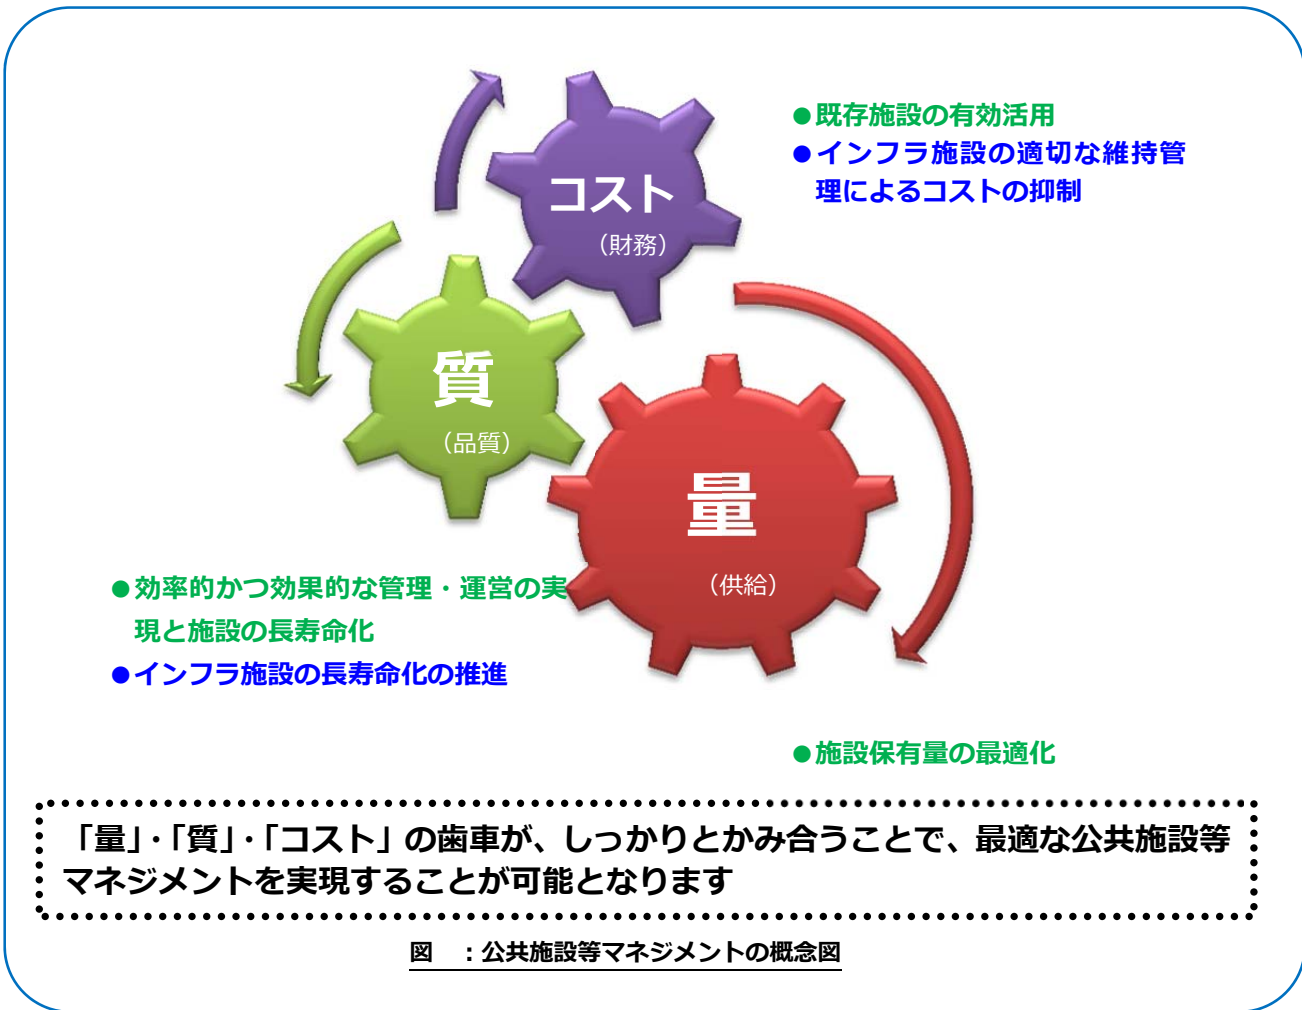 コスト
（財務）
●既存施設の有効活用
●インフラ施設の適切な維持管
理によるコストの抑制
質
（品質）
量
（供給）
●効率的かつ効果的な管理・運営の実
現と施設の長寿命化
●インフラ施設の長寿命化の推進
●施設保有量の最適化
「量」・「質」・「コスト」の歯車が、しっかりとかみ合うことで、最適な公共施設等
マネジメントを実現することが可能となります
図　：公共施設等マネジメントの概念図